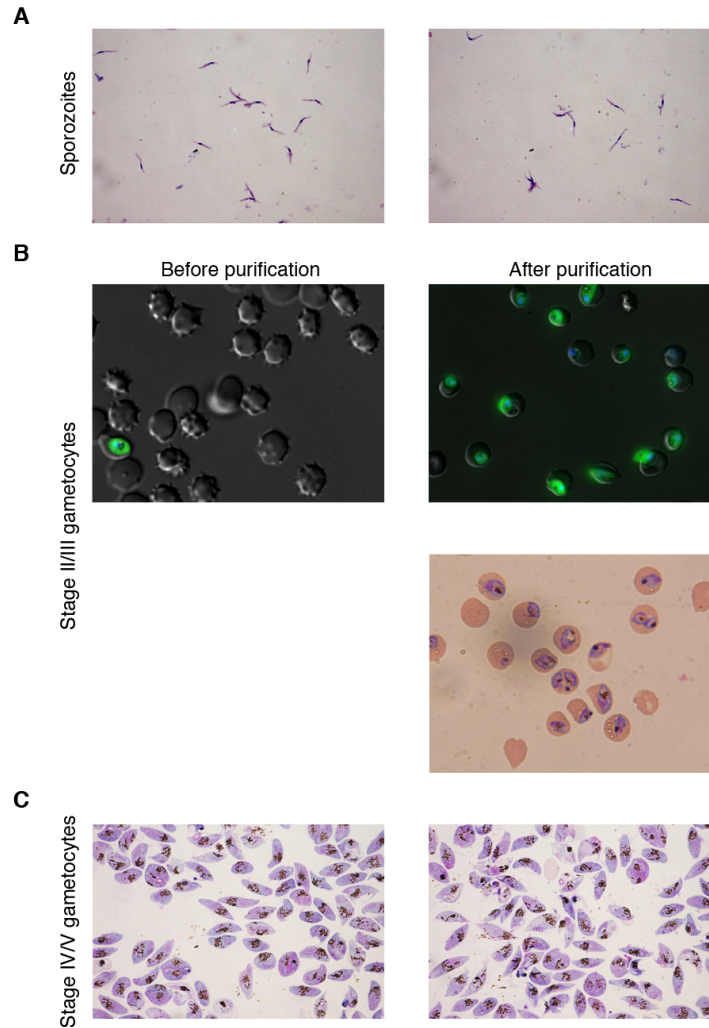 A
Sporozoites
B
Before purification
After purification
Stage II/III gametocytes
C
Stage IV/V gametocytes